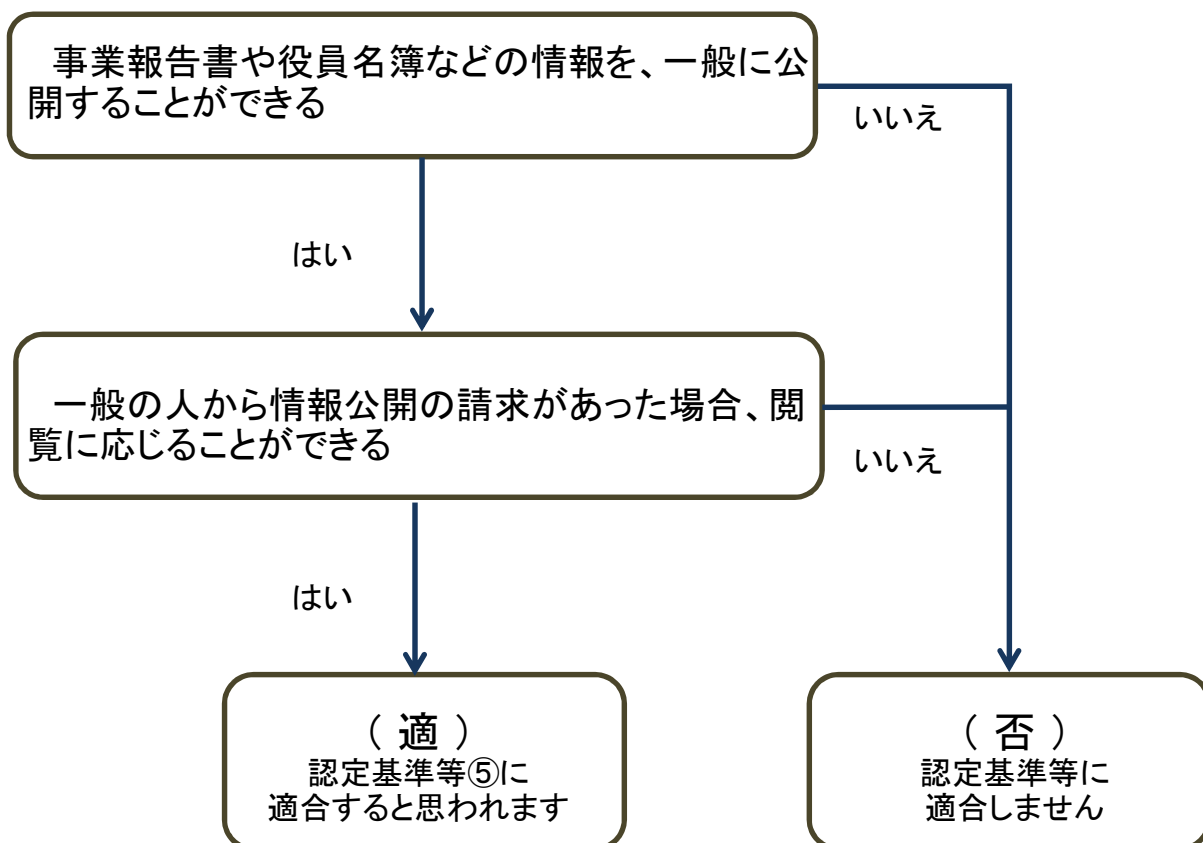 事業報告書や役員名簿などの情報を、一般に公
開することができる
いいえ
はい
一般の人から情報公開の請求があった場合、閲
覧に応じることができる
いいえ
はい
（ 適 ）
認定基準等⑤に
適合すると思われます
（ 否 ）
認定基準等に
適合しません